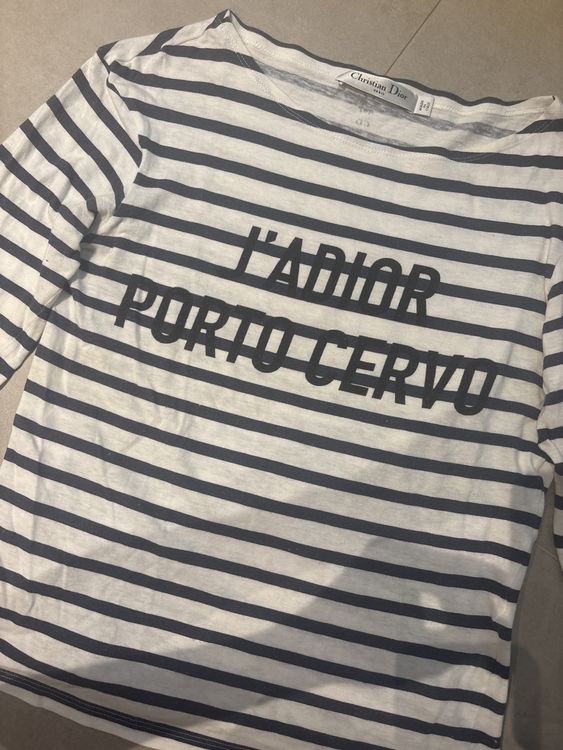 Christian Dior
PARIS
J'ADIOR
PORTO CERVO